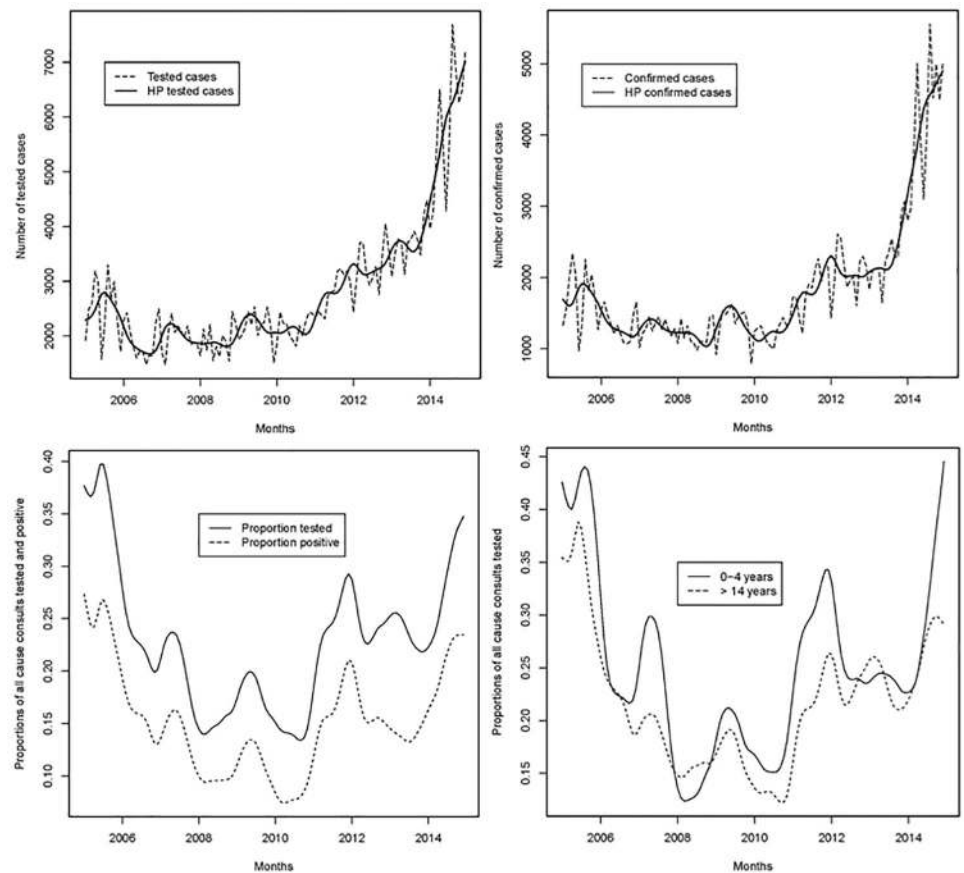 Number of tested cases
7000
6000
5000
4000
3000
2000
Tested cases
HP tested cases
2006 2008 2010 2012 2014
Months
Number of confirmed cases
5000
4000
3000
2000
1000
Confirmed cases
HP confirmed cases
2006 2008 2010 2012 2014
Months
Proportions of all cause consults tested and positive
0.40
0.35
0.30
0.25
0.20
0.15
0.10
Proportion tested
Proportion positive
2006 2008 2010 2012 2014
Months
Proportions of all cause consults tested
0.45
0.40
0.35
0.30
0.25
0.20
0.15
0–4 years
> 14 years
2006 2008 2010 2012 2014
Months